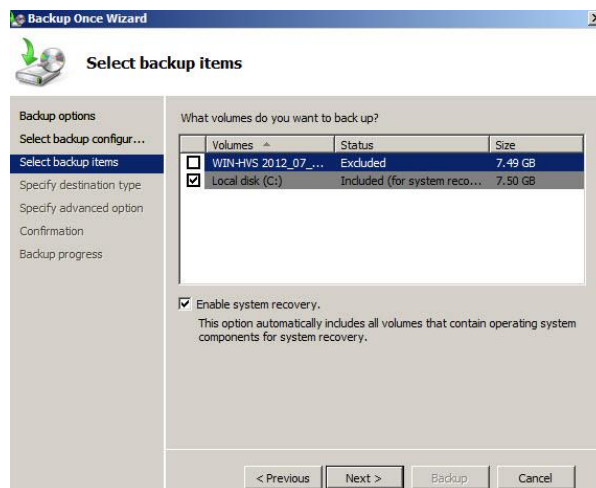 Backup Once Wizard
Select backup items
Backup options
Select backup configur...
Select backup items
Specify destination type
Specify advanced option
Confirmation
Backup progress
What volumes do you want to back up?
Volumes Status Size
WIN-HVS 2012_07_... Excluded 7.49 GB
Local disk (C:) Included (for system reco... 7.50 GB
Enable system recovery.
This option automatically includes all volumes that contain operating system
components for system recovery.
< Previous Next > Backup Cancel